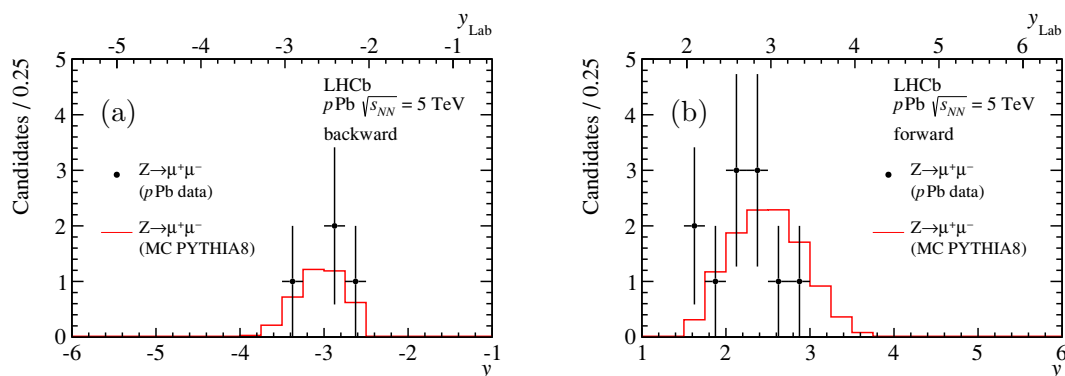 y_Lab
-5 -4 -3 -2 -1
Candidates / 0.25
5
4
3
2
1
0
(a)
LHCb
pPb √s_NN = 5 TeV
backward
Z→μ⁺μ⁻
(pPb data)
Z→μ⁺μ⁻
(MC PYTHIA8)
-6 -5 -4 -3 -2 -1
y
y_Lab
2 3 4 5 6
Candidates / 0.25
5
4
3
2
1
0
(b)
LHCb
pPb √s_NN = 5 TeV
forward
Z→μ⁺μ⁻
(pPb data)
Z→μ⁺μ⁻
(MC PYTHIA8)
1 2 3 4 5 6
y